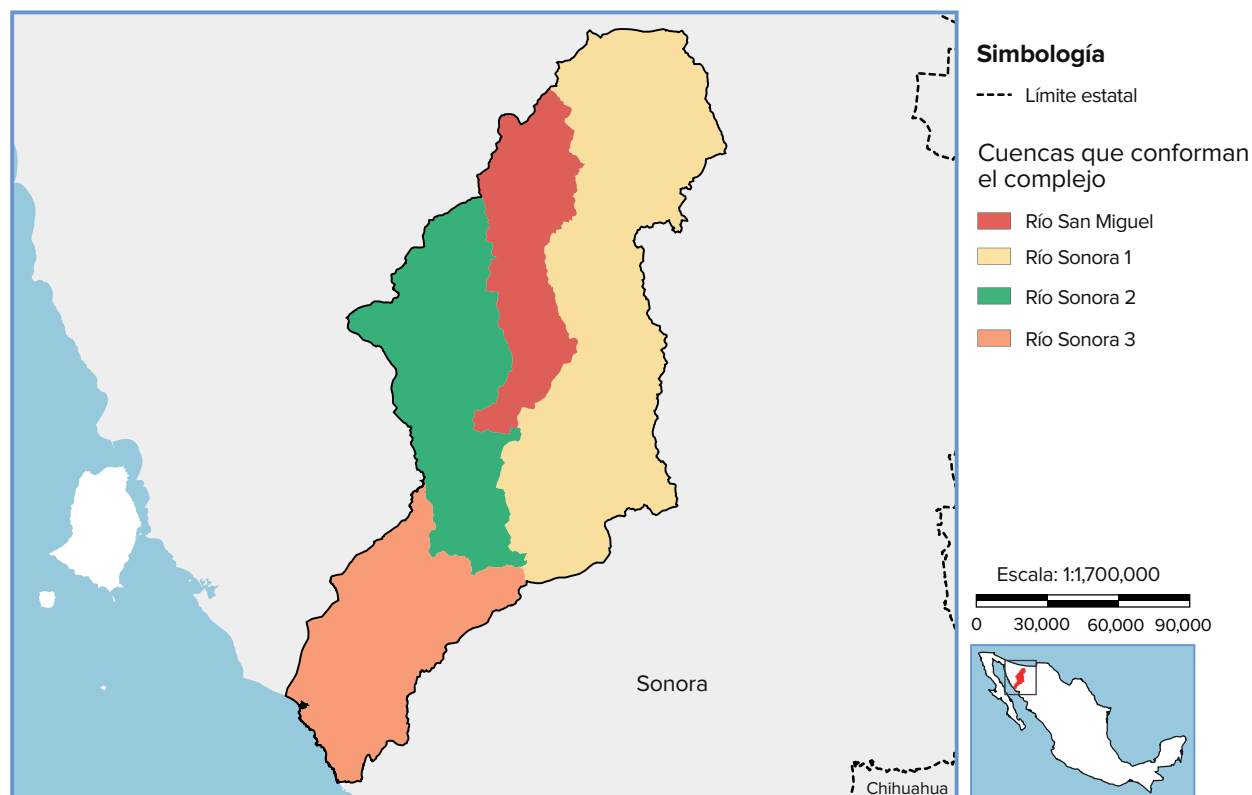 Simbología
Límite estatal
Cuencas que conforman
el complejo
Río San Miguel
Río Sonora 1
Río Sonora 2
Río Sonora 3
Escala: 1:1,700,000
0 30,000 60,000 90,000
Sonora
Chihuahua